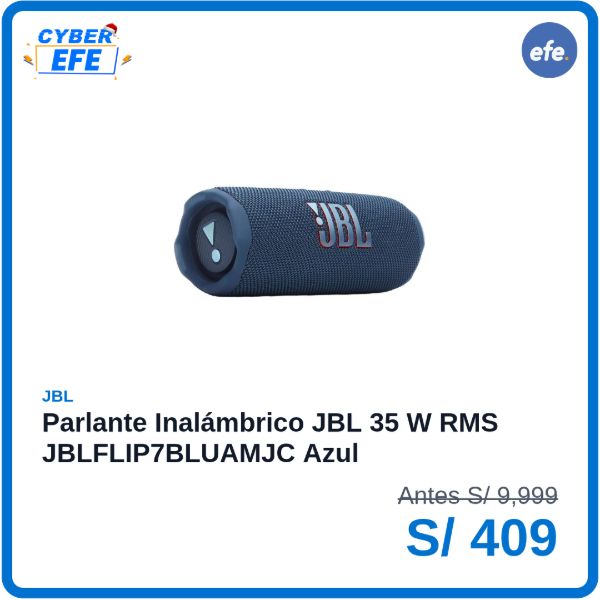 CYBER
EFE
efe.
JBL
JBL
Parlante Inalámbrico JBL 35 W RMS
JBLFLIP7BLUAMJC Azul
Antes S/ 9,999
S/ 409